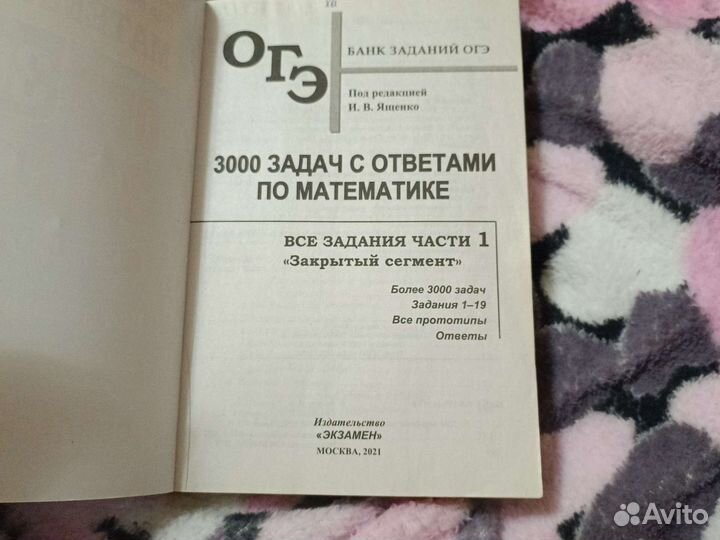 ОГЭ
БАНК ЗАДАНИЙ ОГЭ
Под редакцией
И. В. Ященко
3000 ЗАДАЧ С ОТВЕТАМИ
ПО МАТЕМАТИКЕ
ВСЕ ЗАДАНИЯ ЧАСТИ 1
«Закрытый сегмент»
Более 3000 задач
Задания 1–19
Все прототипы
Ответы
Издательство
«ЭКЗАМЕН»
МОСКВА, 2021
Avito